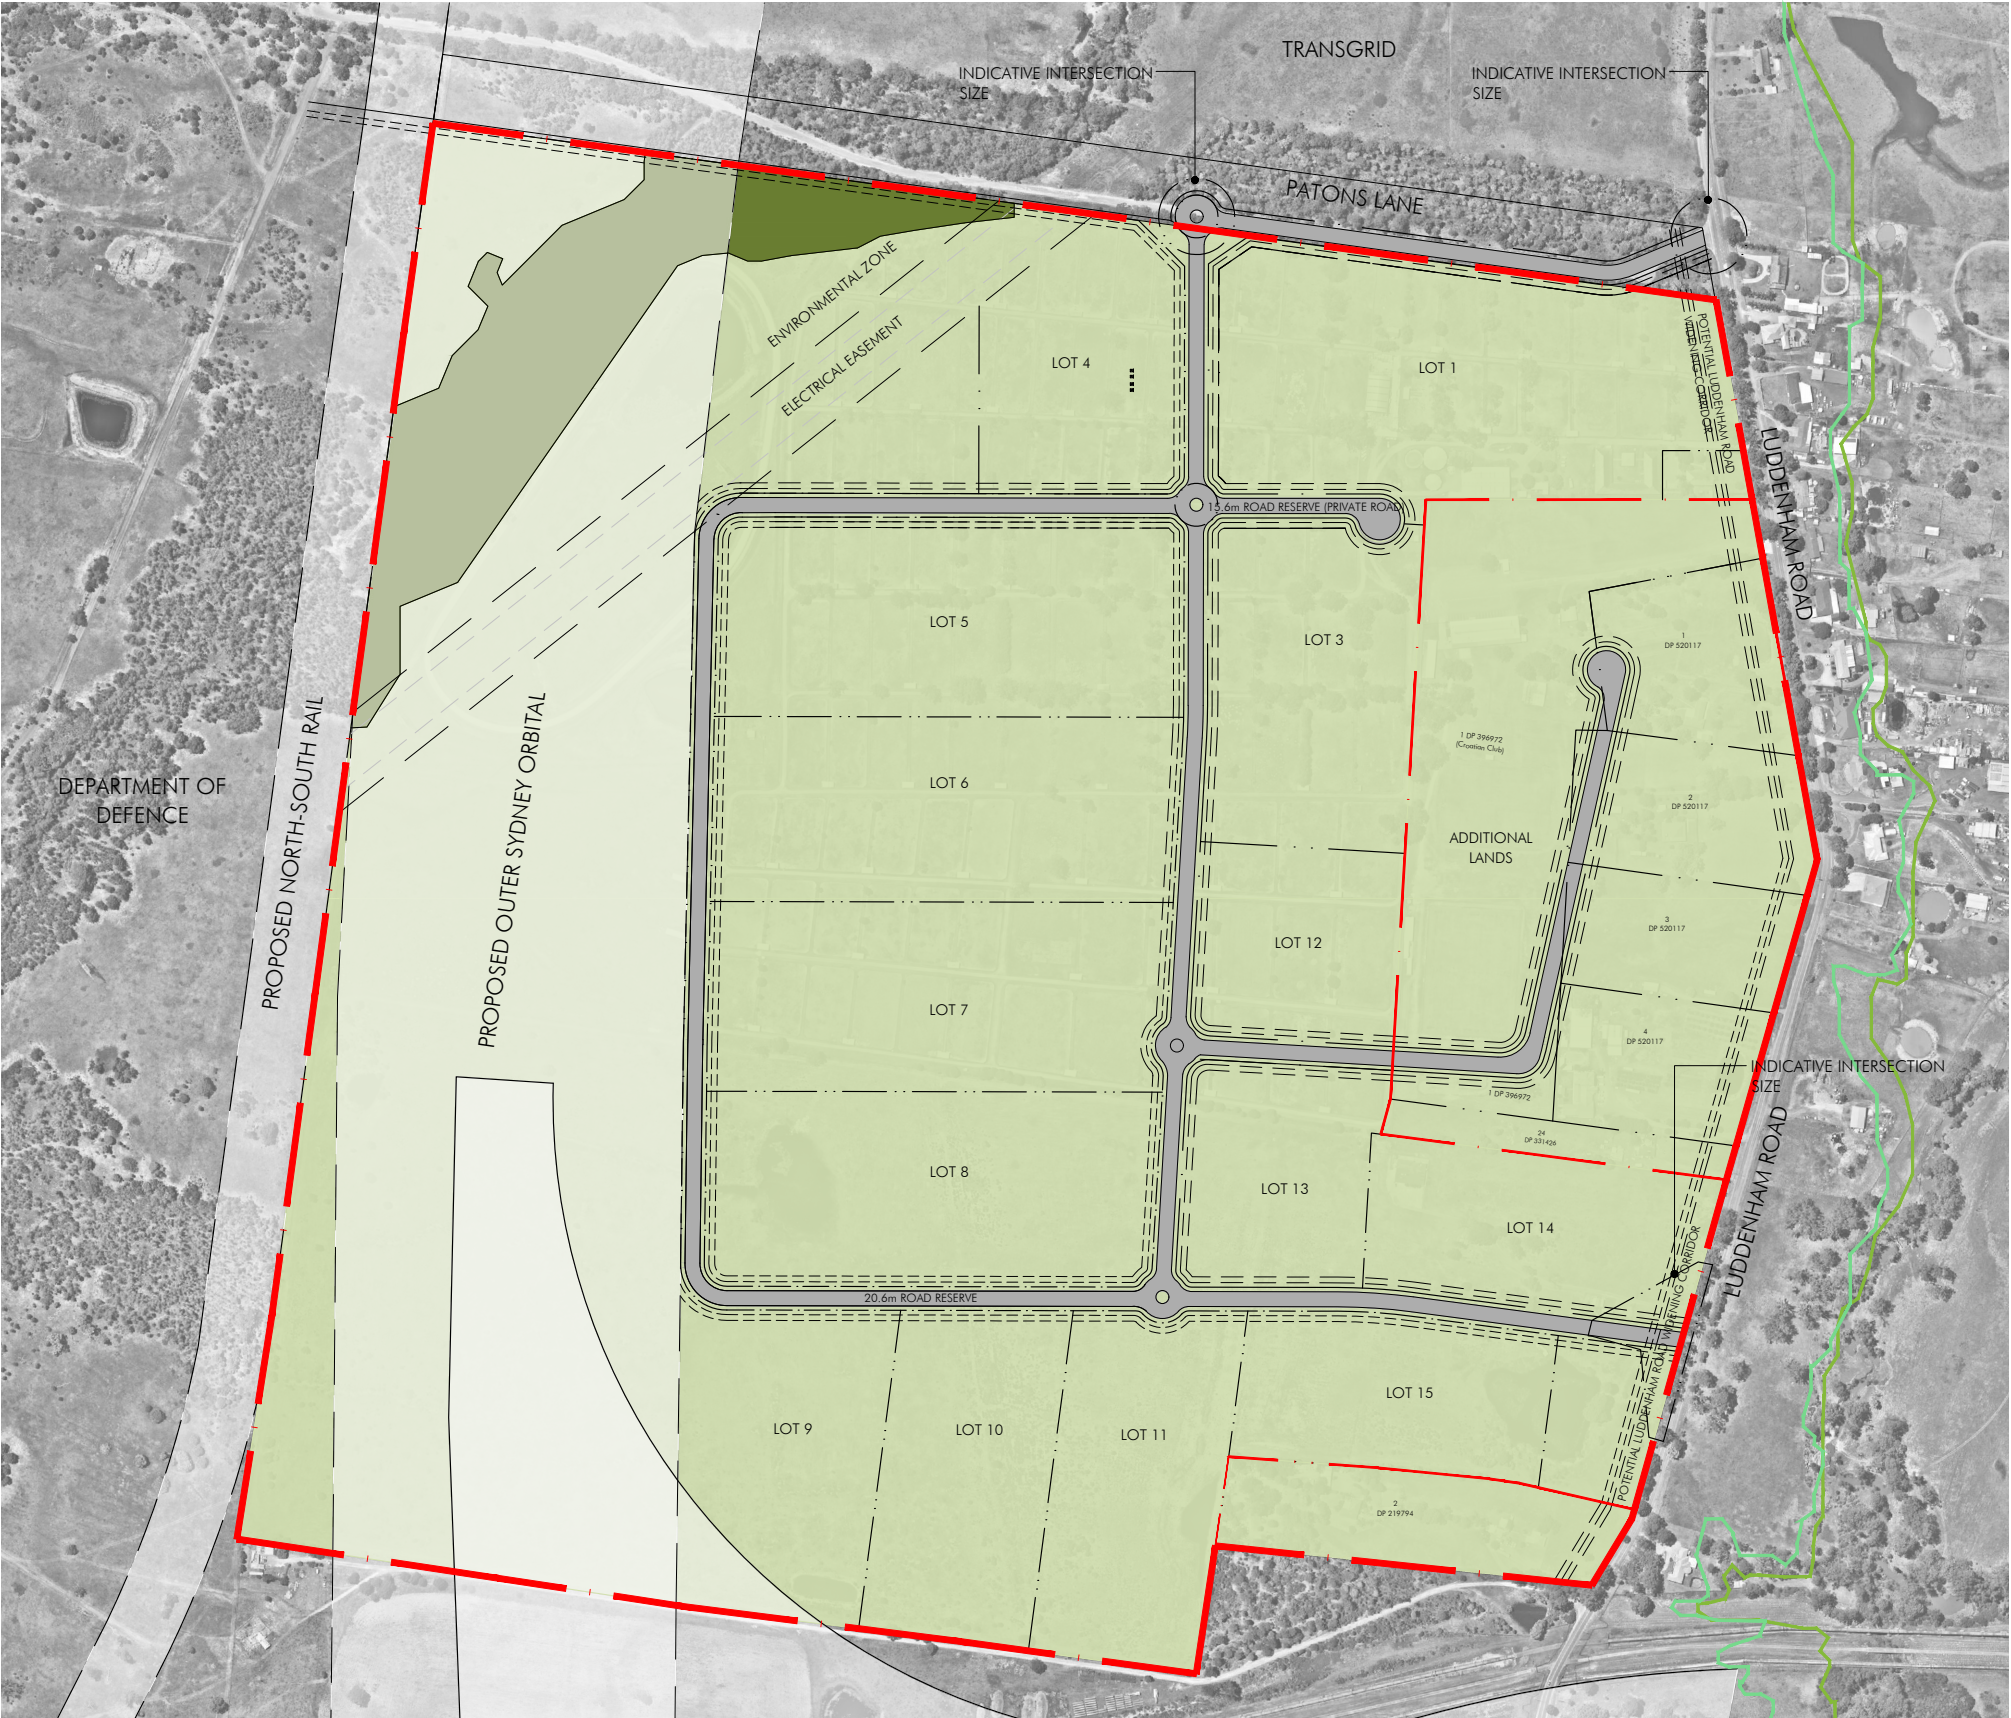 TRANSGRID
INDICATIVE INTERSECTION
SIZE
INDICATIVE INTERSECTION
SIZE
PATONS LANE
ENVIRONMENTAL ZONE
ELECTRICAL EASEMENT
LOT 4
LOT 1
POTENTIAL LUDDENHAM ROAD
WIDENING CORRIDOR
LUDDENHAM ROAD
15.6m ROAD RESERVE (PRIVATE ROAD)
LOT 5
LOT 3
1
DP 520117
PROPOSED NORTH-SOUTH RAIL
PROPOSED OUTER SYDNEY ORBITAL
DEPARTMENT OF
DEFENCE
1 DP 396972
(Croatian Club)
LOT 6
2
DP 520117
ADDITIONAL
LANDS
LOT 12
3
DP 520117
LOT 7
4
DP 520117
INDICATIVE INTERSECTION
SIZE
1 DP 396972
24
DP 331426
LOT 8
LOT 13
LOT 14
LUDDENHAM ROAD
POTENTIAL LUDDENHAM ROAD WIDENING CORRIDOR
20.6m ROAD RESERVE
LOT 15
LOT 9
LOT 10
LOT 11
2
DP 219794